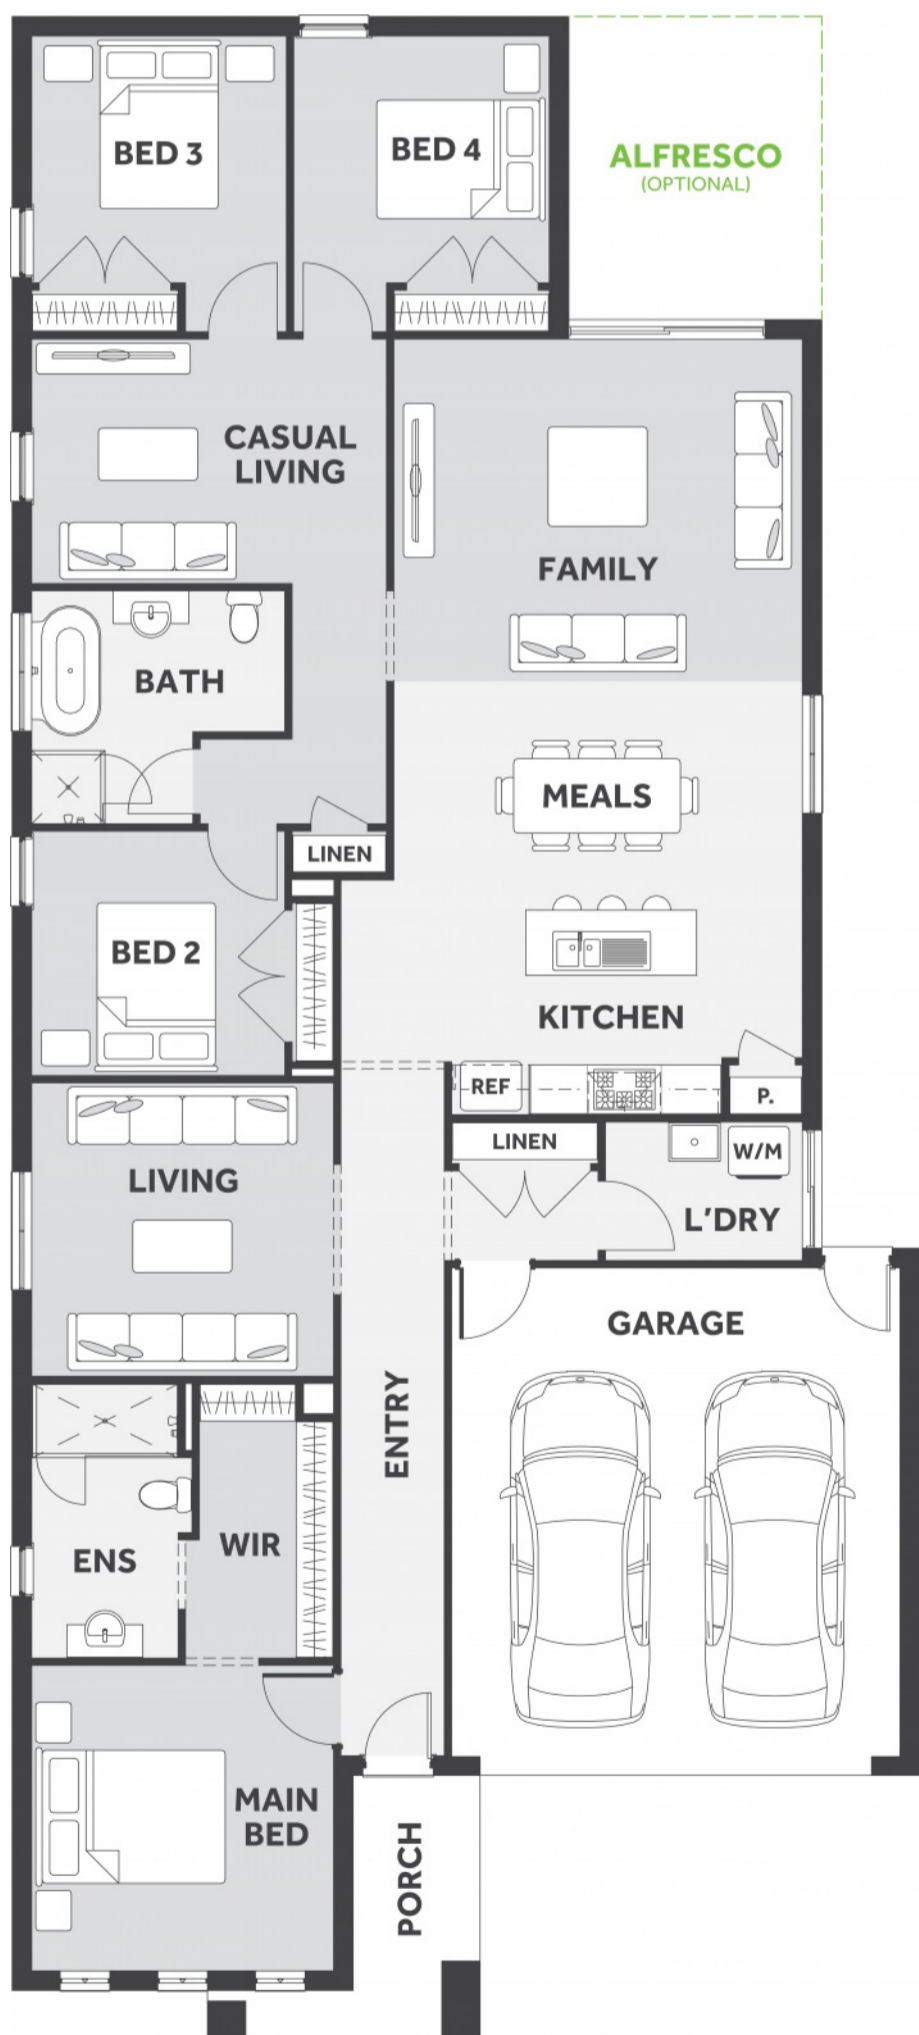 BED 3
BED 4
ALFRESCO
(OPTIONAL)
CASUAL
LIVING
FAMILY
BATH
MEALS
LINEN
BED 2
KITCHEN
REF
P.
LINEN
W/M
LIVING
L'DRY
GARAGE
ENTRY
WIR
ENS
MAIN
BED
PORCH